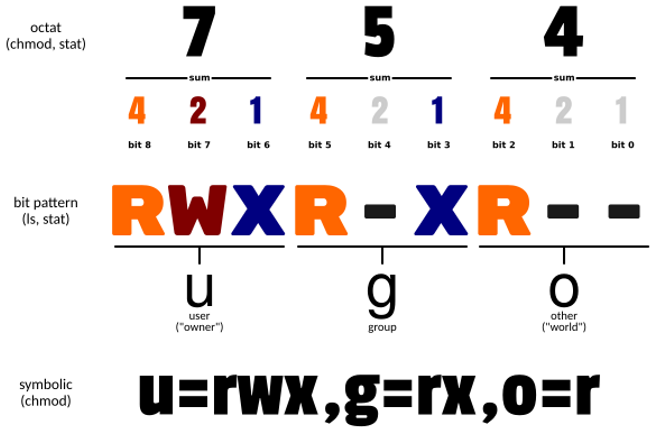 octat
(chmod, stat)
7 5 4
sum sum sum
4 2 1 4 2 1 4 2 1
bit 8 bit 7 bit 6 bit 5 bit 4 bit 3 bit 2 bit 1 bit 0
bit pattern
(ls, stat)
RWXR-XR--
u g o
user group other
("owner") ("world")
symbolic
(chmod)
u=rwx,g=rx,o=r